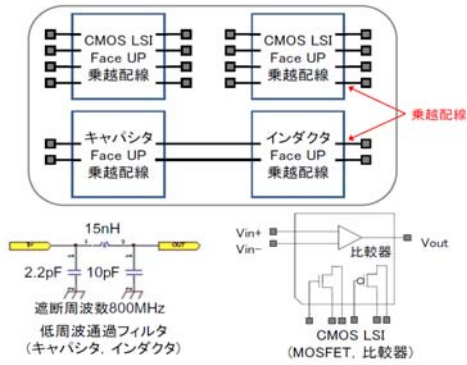 CMOS LSI
Face UP
乗越配線
CMOS LSI
Face UP
乗越配線
乗越配線
キャパシタ
Face UP
乗越配線
インダクタ
Face UP
乗越配線
15nH
OUT
2.2pF
10pF
遮断周波数800MHz
低周波通過フィルタ
(キャパシタ, インダクタ)
Vin+
Vin-
比較器
Vout
CMOS LSI
(MOSFET, 比較器)